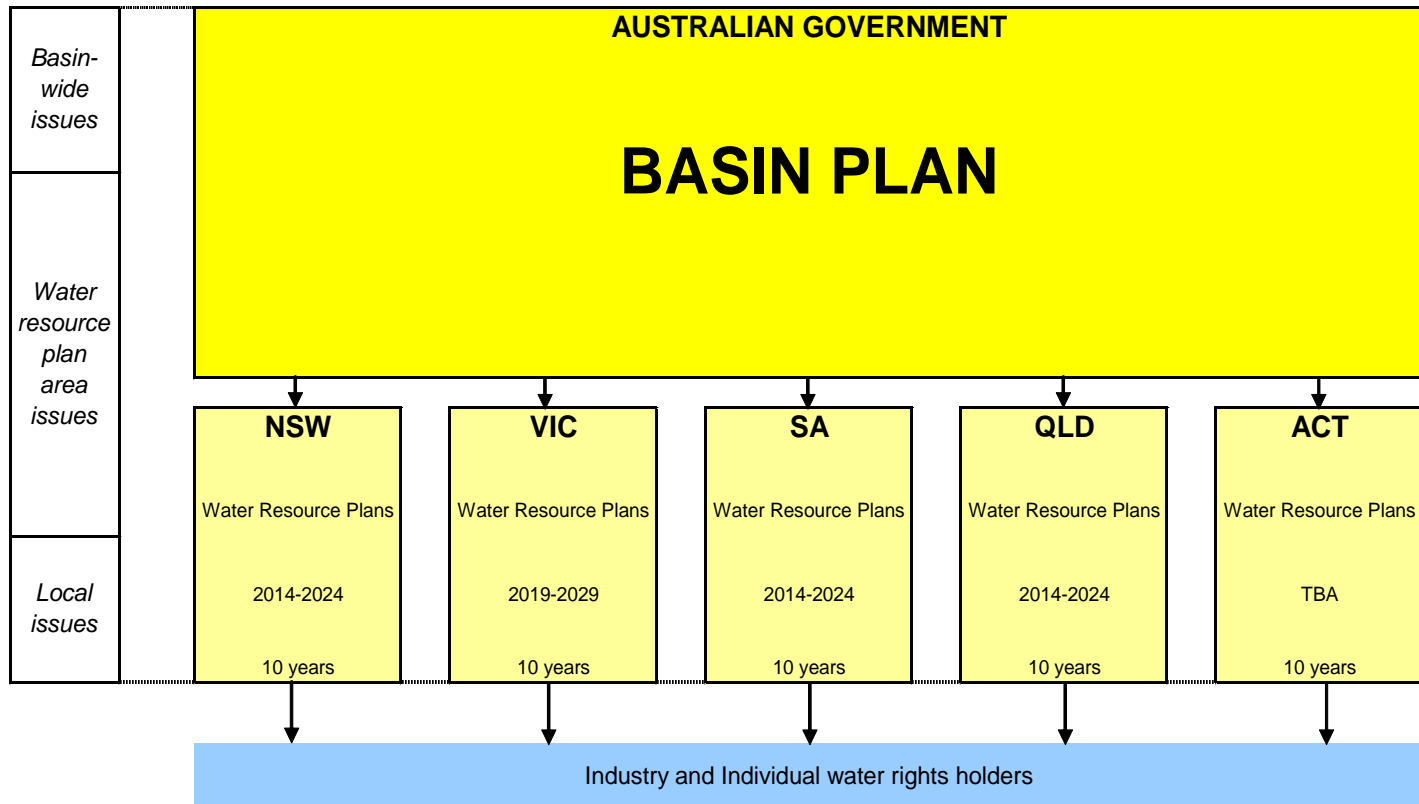 AUSTRALIAN GOVERNMENT
BASIN PLAN
Basin-
wide
issues
Water
resource
plan
area
issues
Local
issues
NSW
Water Resource Plans
2014-2024
10 years
VIC
Water Resource Plans
2019-2029
10 years
SA
Water Resource Plans
2014-2024
10 years
QLD
Water Resource Plans
2014-2024
10 years
ACT
Water Resource Plans
TBA
10 years
Industry and Individual water rights holders